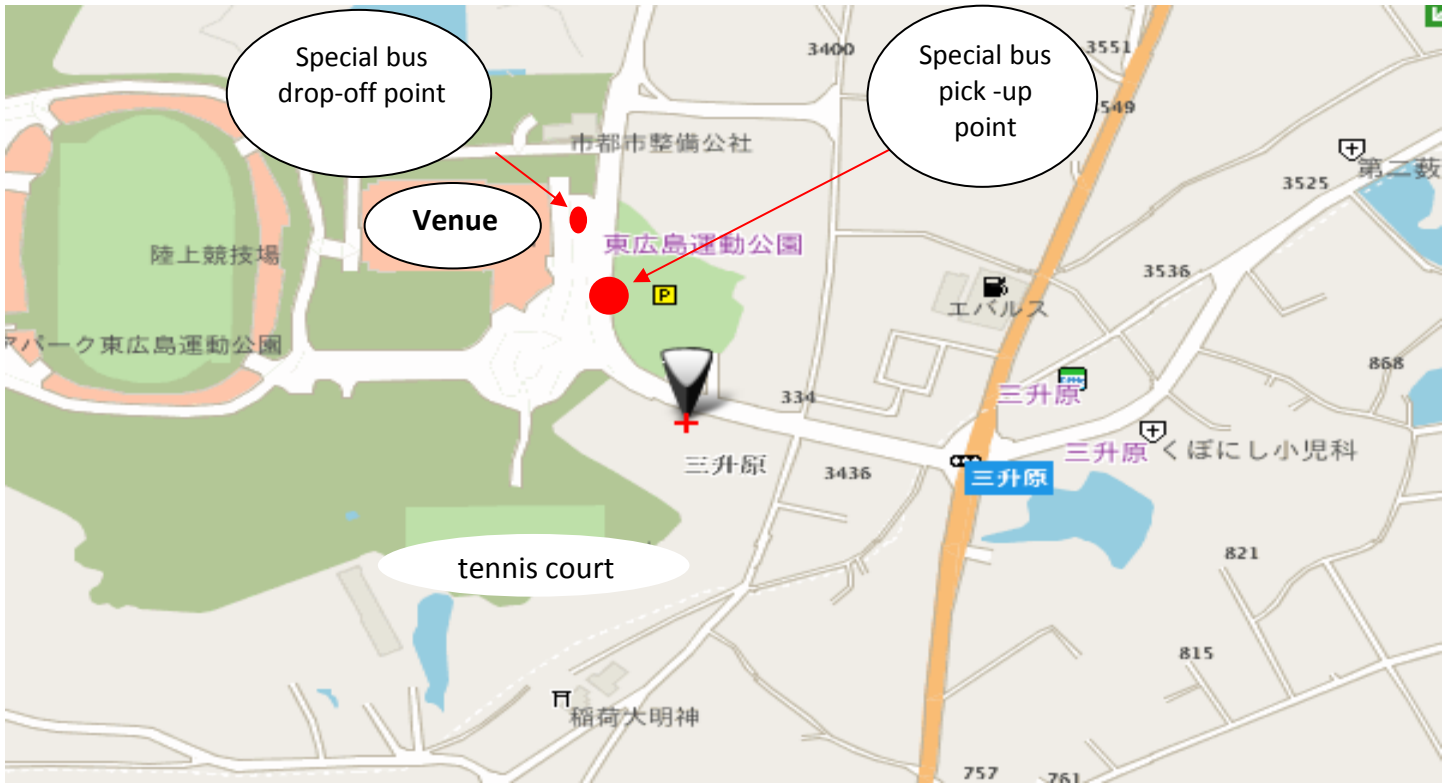 Special bus
drop-off point
Special bus
pick -up
point
3400
3551
549
市都市整備公社
第二薮
3525
Venue
東広島運動公園
陸上競技場
3536
P
エバルス
アパーク東広島運動公園
868
334
三升原
三升原
くぼにし小児科
三升原
3436
三升原
821
tennis court
815
稲荷大明神
757
761